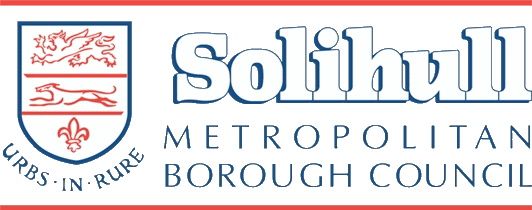 Solihull
METROPOLITAN
BOROUGH COUNCIL
URBS · IN · RURE